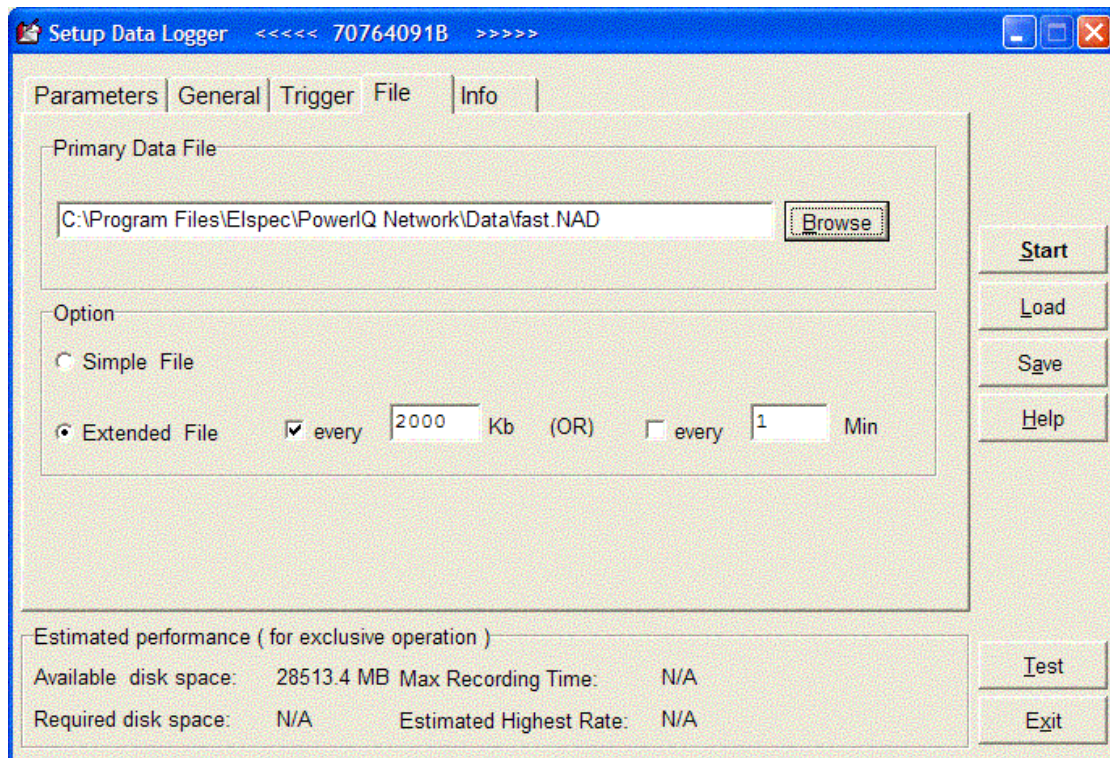 Setup Data Logger <<<<< 70764091B >>>>>
Parameters General Trigger File Info
Primary Data File
C:\Program Files\Elspec\PowerIQ Network\Data\fast.NAD Browse
Start
Option
Load
Simple File
Save
Extended File every 2000 Kb (OR) every 1 Min
Help
Estimated performance ( for exclusive operation )
Available disk space: 28513.4 MB Max Recording Time: N/A
Test
Required disk space: N/A Estimated Highest Rate: N/A
Exit